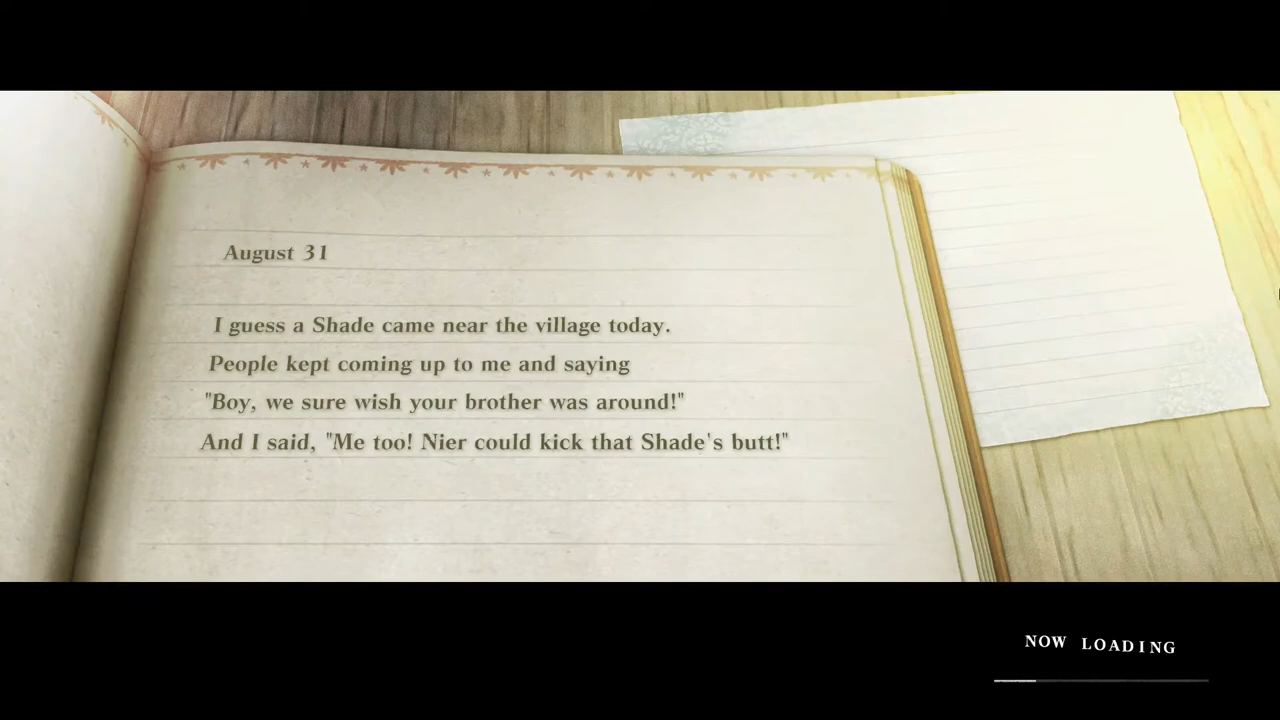 August 31
I guess a Shade came near the village today.
People kept coming up to me and saying
"Boy, we sure wish your brother was around!"
And I said, "Me too! Nier could kick that Shade's butt!"
NOW LOADING